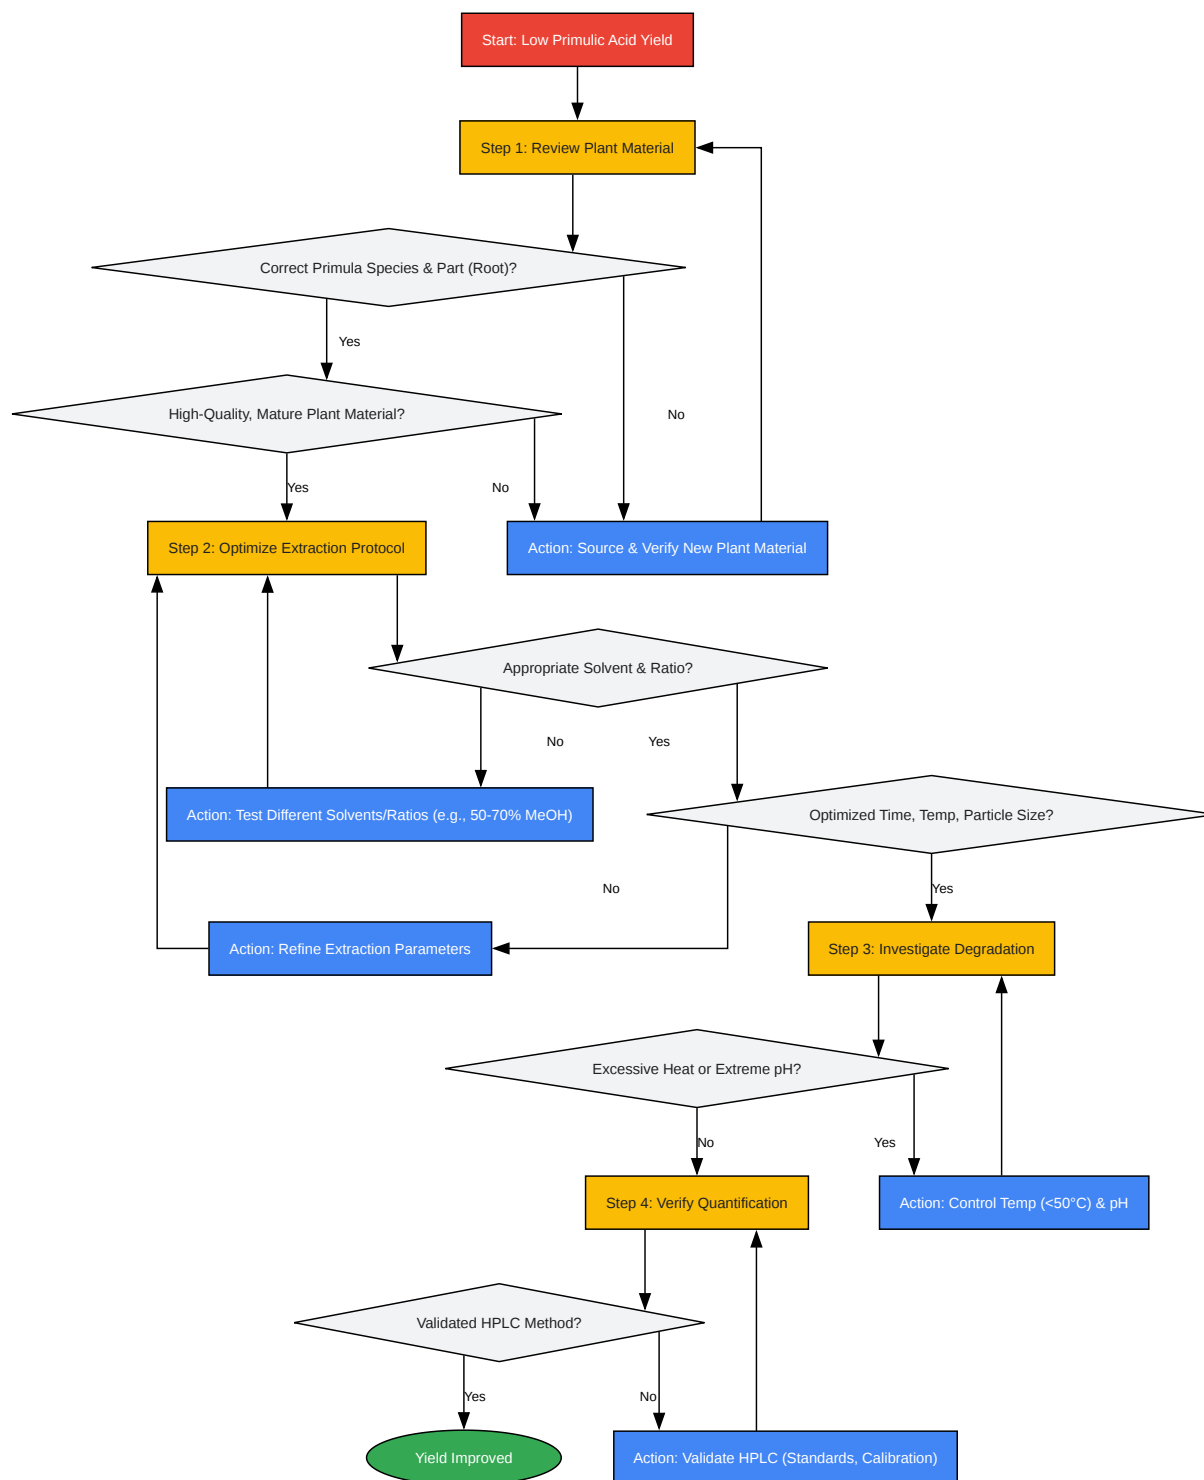 Start: Low Primulic Acid Yield
Step 1: Review Plant Material
Correct Primula Species & Part (Root)?
Yes
High-Quality, Mature Plant Material?
No
Yes
No
Step 2: Optimize Extraction Protocol
Action: Source & Verify New Plant Material
Appropriate Solvent & Ratio?
No
Yes
Action: Test Different Solvents/Ratios (e.g., 50-70% MeOH)
Optimized Time, Temp, Particle Size?
No
Yes
Action: Refine Extraction Parameters
Step 3: Investigate Degradation
Excessive Heat or Extreme pH?
No
Yes
Step 4: Verify Quantification
Action: Control Temp (<50°C) & pH
Validated HPLC Method?
Yes
No
Yield Improved
Action: Validate HPLC (Standards, Calibration)